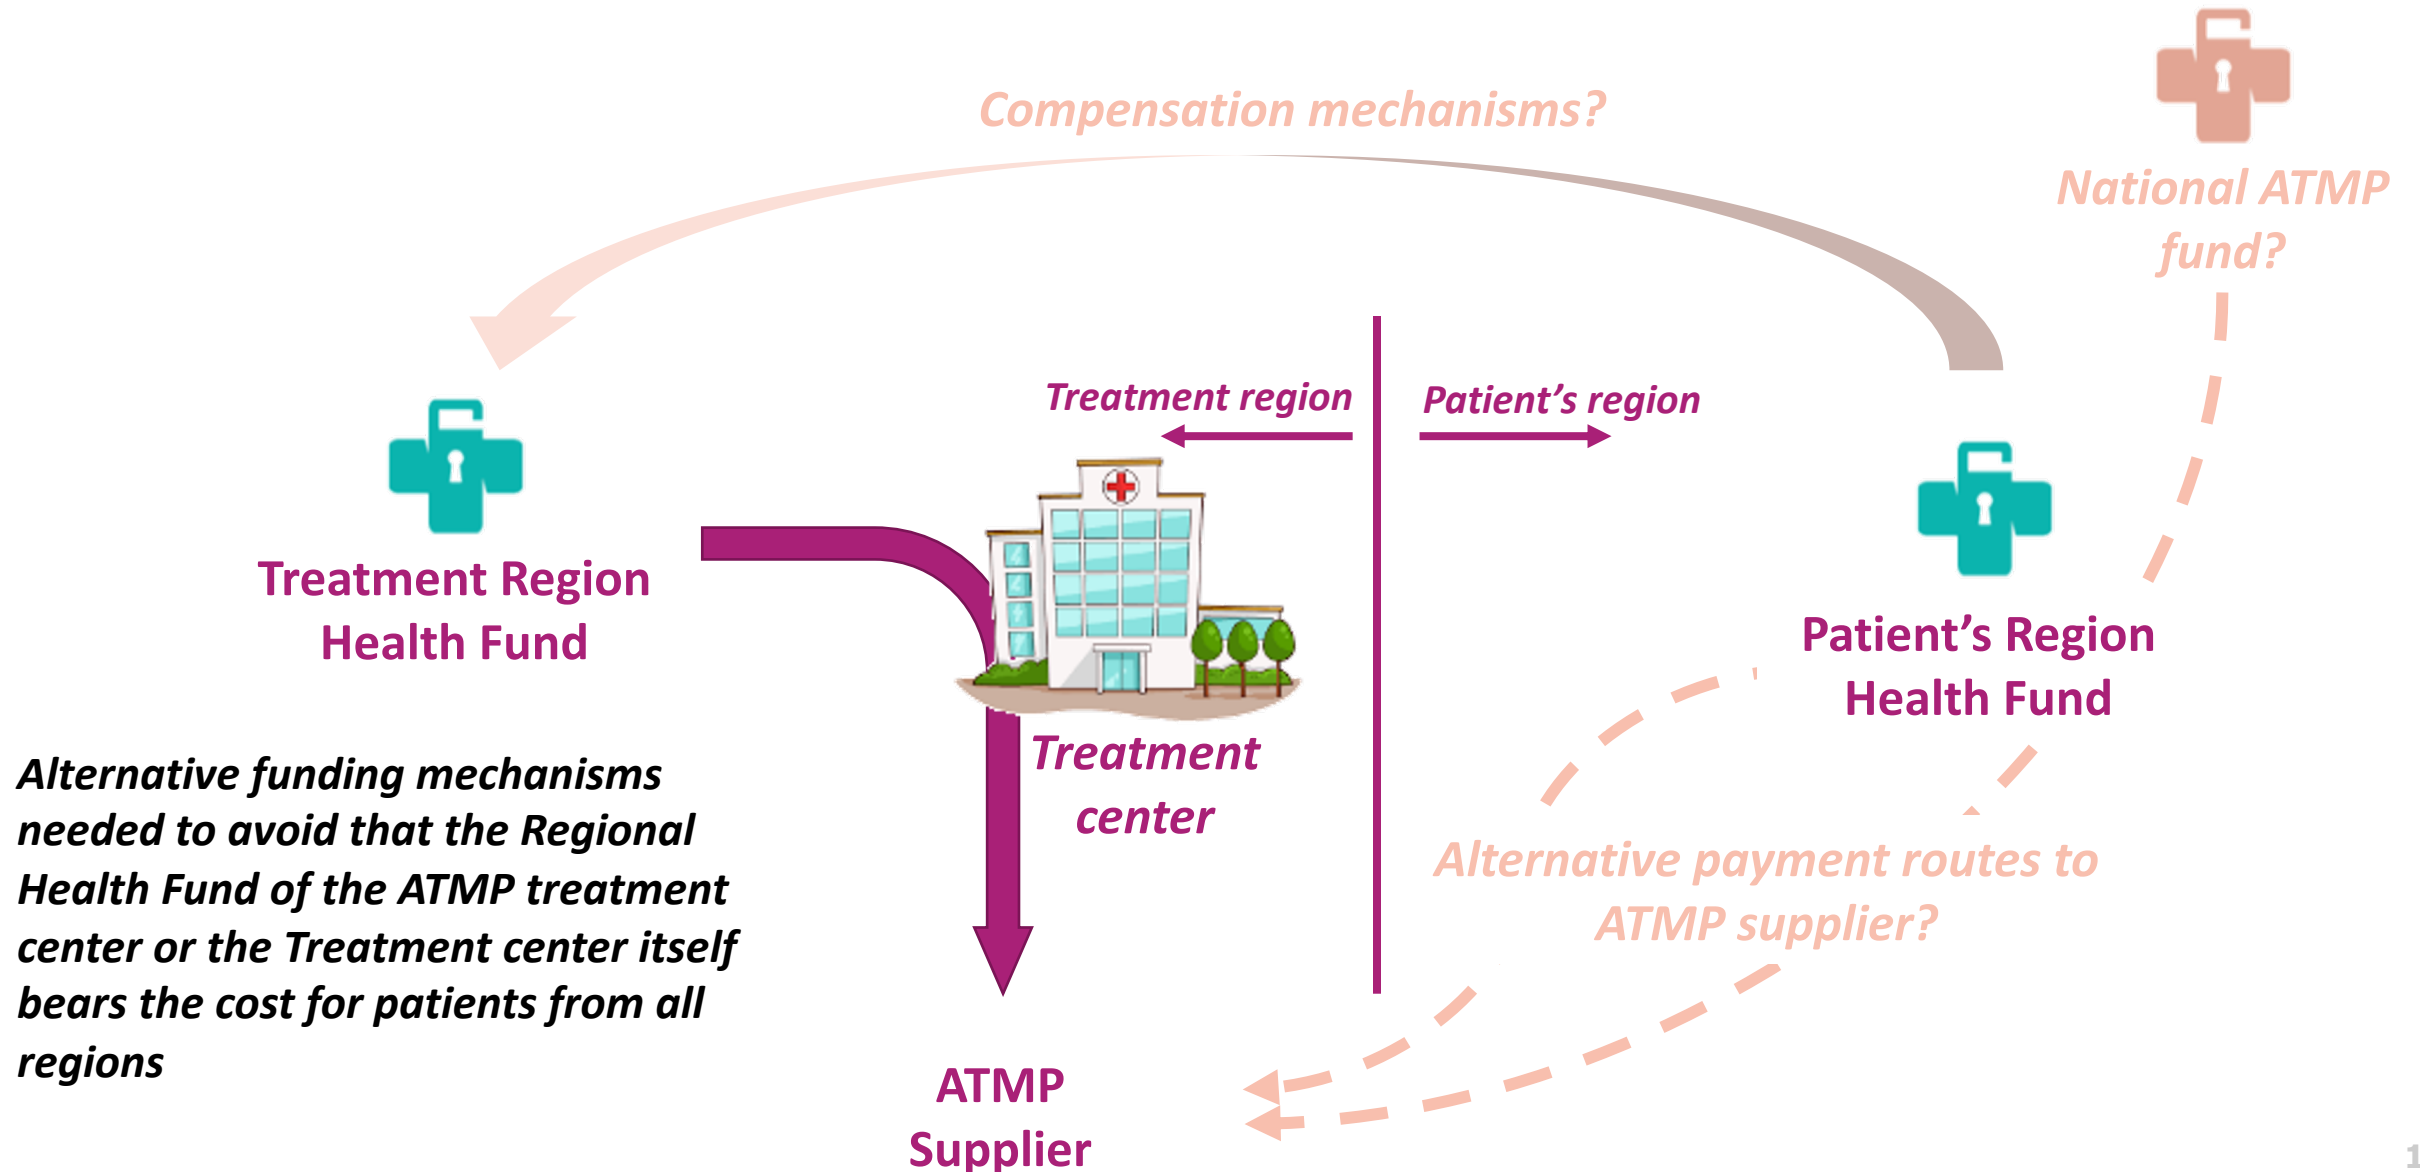 Compensation mechanisms?
National ATMP
fund?
Treatment region
Patient's region
Treatment Region
Health Fund
Patient's Region
Health Fund
Treatment
center
Alternative funding mechanisms
needed to avoid that the Regional
Health Fund of the ATMP treatment
center or the Treatment center itself
bears the cost for patients from all
regions
Alternative payment routes to
ATMP supplier?
ATMP
Supplier
1